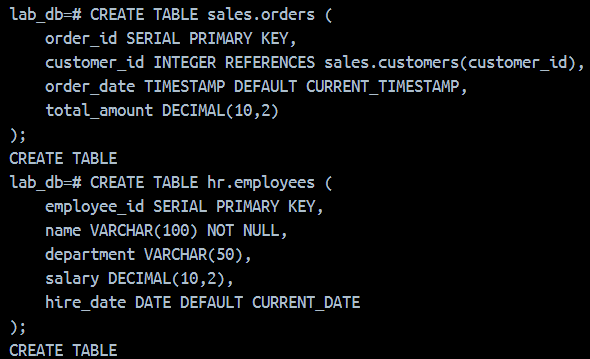 lab_db=# CREATE TABLE sales.orders (
    order_id SERIAL PRIMARY KEY,
    customer_id INTEGER REFERENCES sales.customers(customer_id),
    order_date TIMESTAMP DEFAULT CURRENT_TIMESTAMP,
    total_amount DECIMAL(10,2)
);
CREATE TABLE
lab_db=# CREATE TABLE hr.employees (
    employee_id SERIAL PRIMARY KEY,
    name VARCHAR(100) NOT NULL,
    department VARCHAR(50),
    salary DECIMAL(10,2),
    hire_date DATE DEFAULT CURRENT_DATE
);
CREATE TABLE